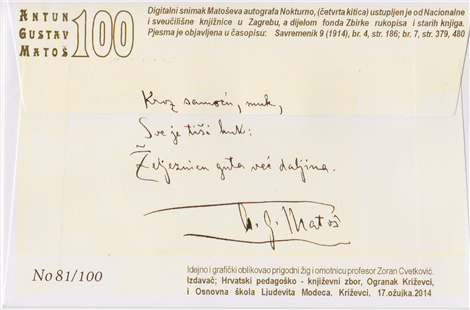 ANTUN
GUSTAV
MATOŠ
100
Digitalni snimak Matoševa autografa Nokturno, (četvrta kitica) ustupljen je od Nacionalne
i sveučilišne knjižnice u Zagrebu, a dijelom fonda Zbirke rukopisa i starih knjiga.
Pjesma je objavljena u časopisu: Savremenik 9 (1914), br. 4, str. 186; br. 7, str. 379, 480
Kroz samoću, muk,
Sve je tiši huk:
Željeznicu guta već daljina.
A. G. Matoš
No 81/100
Idejno i grafički oblikovao prigodni žig i omotnicu profesor Zoran Cvetković.
Izdavač; Hrvatski pedagoško - književni zbor, Ogranak Križevci,
i Osnovna škola Ljudevita Modeca, Križevci, 17.ožujka.2014